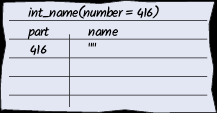 int_name(number = 416)
part name
416 ""